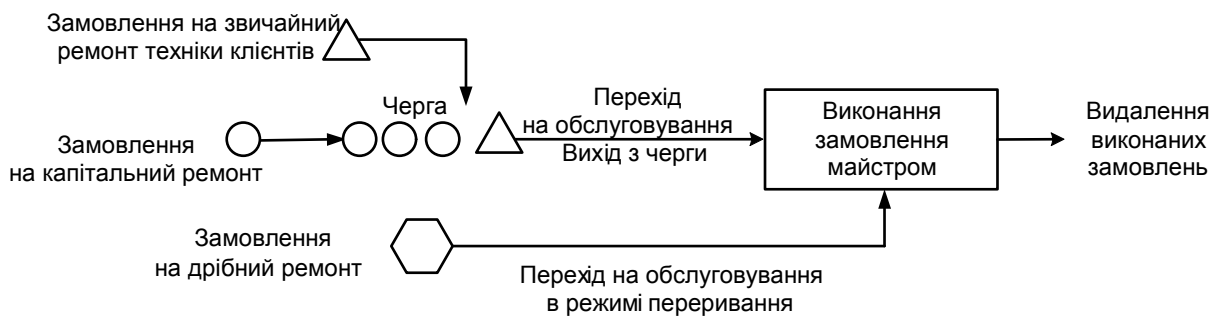 Замовлення на звичайний
ремонт техніки клієнтів
Черга
Замовлення
на капітальний ремонт
Перехід
на обслуговування
Вихід з черги
Виконання
замовлення
майстром
Видалення
виконаних
замовлень
Замовлення
на дрібний ремонт
Перехід на обслуговування
в режимі переривання